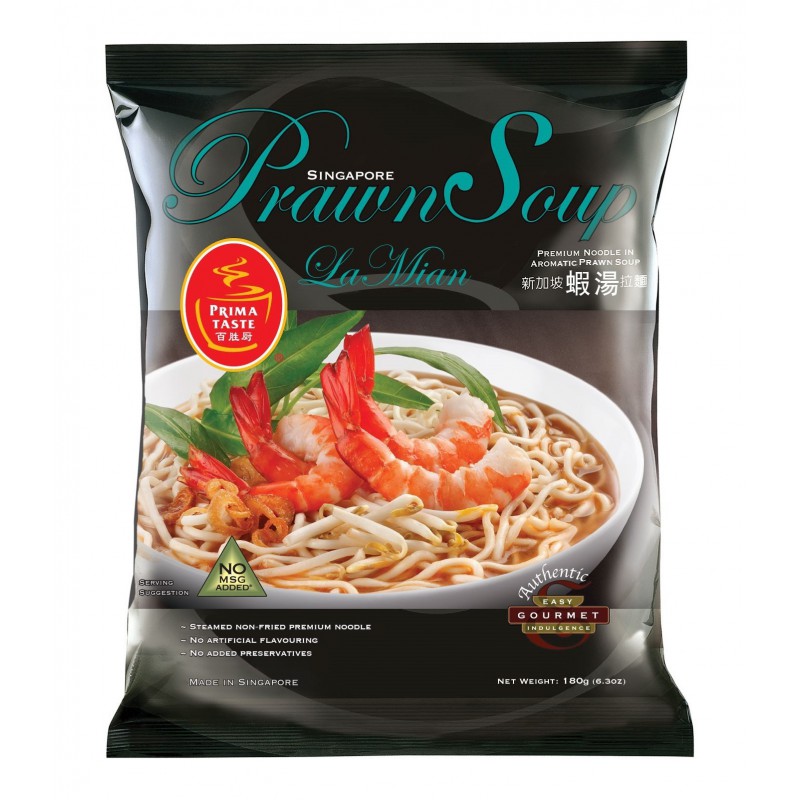 SINGAPORE
Prawn Soup
La Mian
PREMIUM NOODLE IN
AROMATIC PRAWN SOUP
新加坡 蝦湯 拉麵
PRIMA
TASTE
百胜厨
NO
MSG
ADDED*
SERVING
SUGGESTION
Authentic
EASY
GOURMET
INDULGENCE
– STEAMED NON-FRIED PREMIUM NOODLE
– NO ARTIFICIAL FLAVOURING
– NO ADDED PRESERVATIVES
MADE IN SINGAPORE
NET WEIGHT: 180g (6.3OZ)